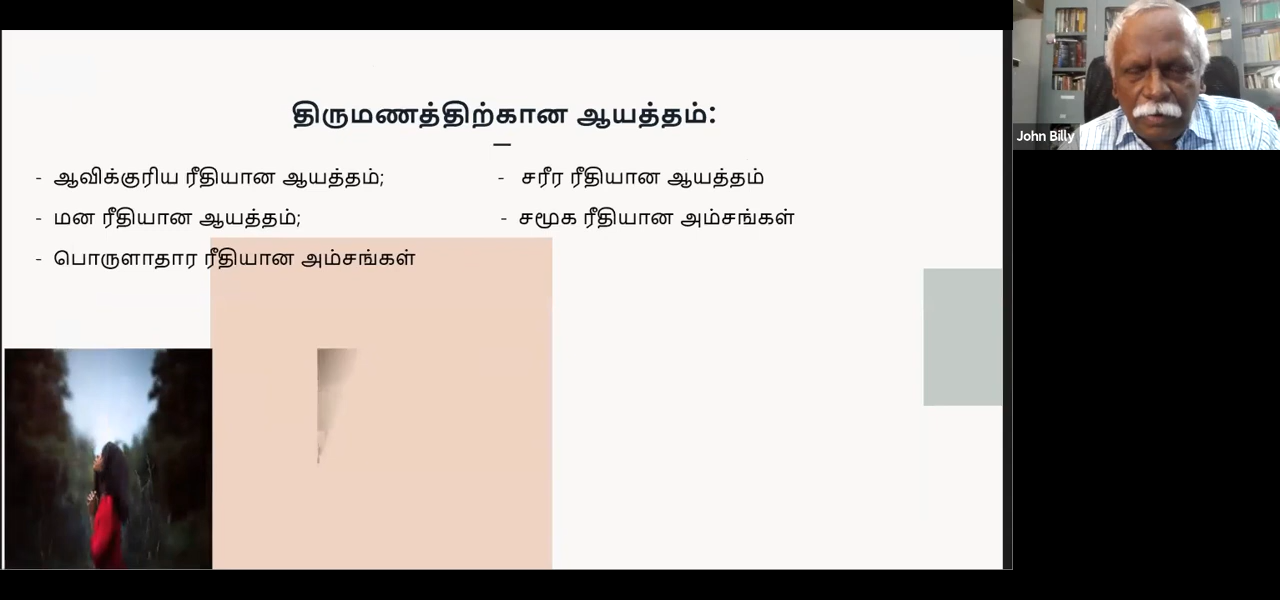 திருமணத்திற்கான ஆயத்தம்:
- ஆவிக்குரிய ரீதியான ஆயத்தம்;
- சரீர ரீதியான ஆயத்தம்
- மன ரீதியான ஆயத்தம்;
- சமூக ரீதியான அம்சங்கள்
- பொருளாதார ரீதியான அம்சங்கள்
John Billy